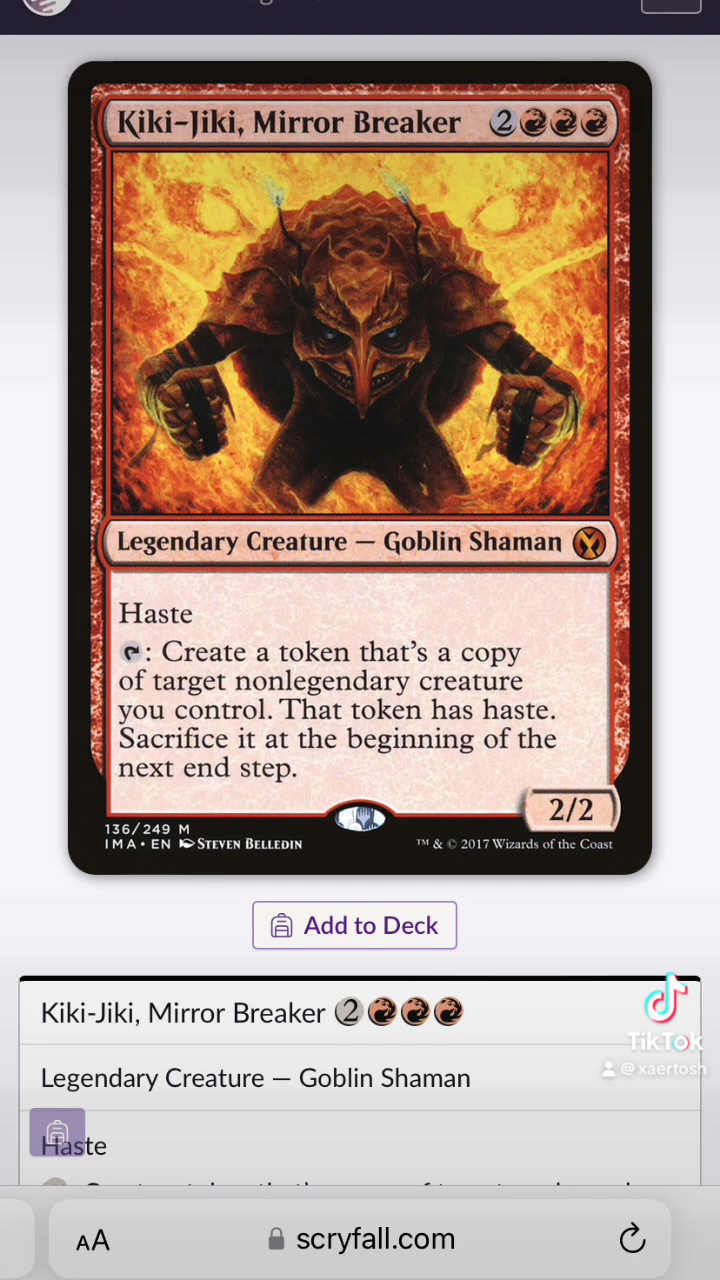 Kiki-Jiki, Mirror Breaker 2
Legendary Creature — Goblin Shaman
Haste
: Create a token that's a copy
of target nonlegendary creature
you control. That token has haste.
Sacrifice it at the beginning of the
next end step.
2/2
136/249 M
IMA • EN STEVEN BELLEDIN
™ & © 2017 Wizards of the Coast
Add to Deck
Kiki-Jiki, Mirror Breaker 2
TikTok
@xaertosh
Legendary Creature — Goblin Shaman
Haste
AA
scryfall.com